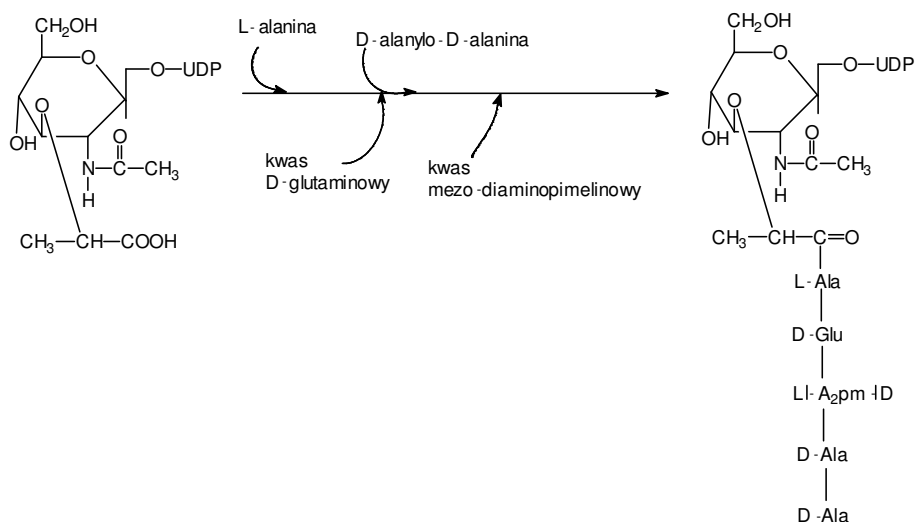 CH2OH
O
O
UDP
O
OH
N
H
C
O
CH3
CH3
CH
COOH
L-alanina
D-alanylo-D-alanina
kwas
D-glutaminowy
kwas
mezo-diaminopimelinowy
CH2OH
O
O
UDP
O
OH
N
H
C
O
CH3
CH3
CH
C=O
L-Ala
D-Glu
Ll-A2pm-lD
D-Ala
D-Ala